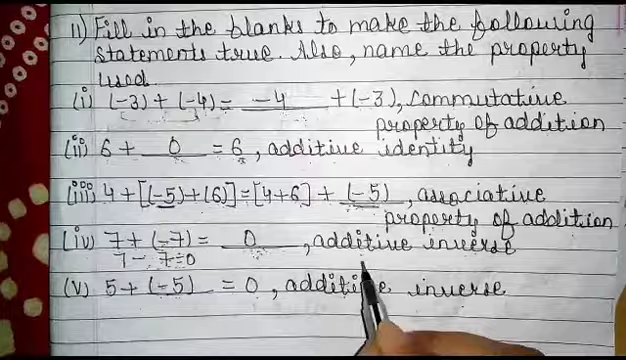 11) Fill in the blanks to make the following
statements true. Also, name the property
used
(i) (-3) + (-4) = -4 + (-3), commutative
property of addition
(ii) 6 + 0 = 6, additive identity
(iii) 4 + [(-5) + (6)] = [4+6] + (-5), associative
property of addition
(iv) 7 + (-7) = 0, additive inverse
7 - 7 = 0
(v) 5 + (-5) = 0, additive inverse